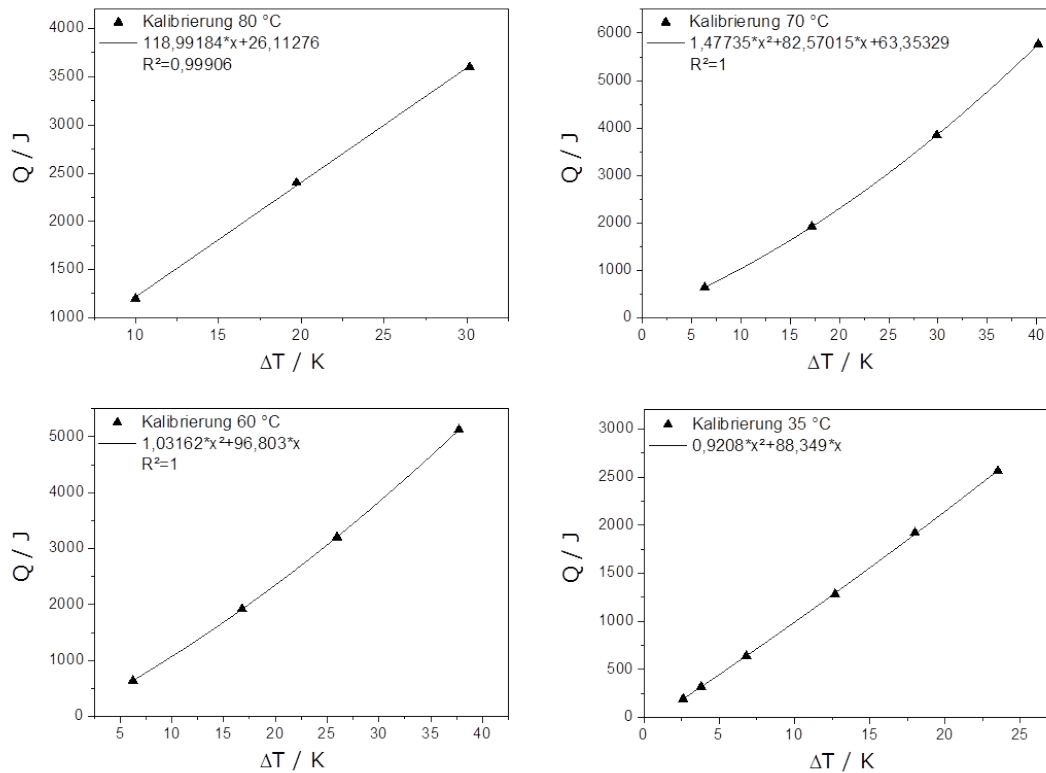 Kalibrierung 80 °C
118,99184*x+26,11276
R²=0,99906
4000
3500
3000
2500
2000
1500
1000
Q / J
10
15
20
25
30
ΔT / K
Kalibrierung 70 °C
1,47735*x²+82,57015*x+63,35329
R²=1
6000
5000
4000
3000
2000
1000
0
Q / J
0
5
10
15
20
25
30
35
40
ΔT / K
Kalibrierung 60 °C
1,03162*x²+96,803*x
R²=1
5000
4000
3000
2000
1000
0
Q / J
5
10
15
20
25
30
35
40
ΔT / K
Kalibrierung 35 °C
0,9208*x²+88,349*x
3000
2500
2000
1500
1000
500
0
Q / J
0
5
10
15
20
25
ΔT / K